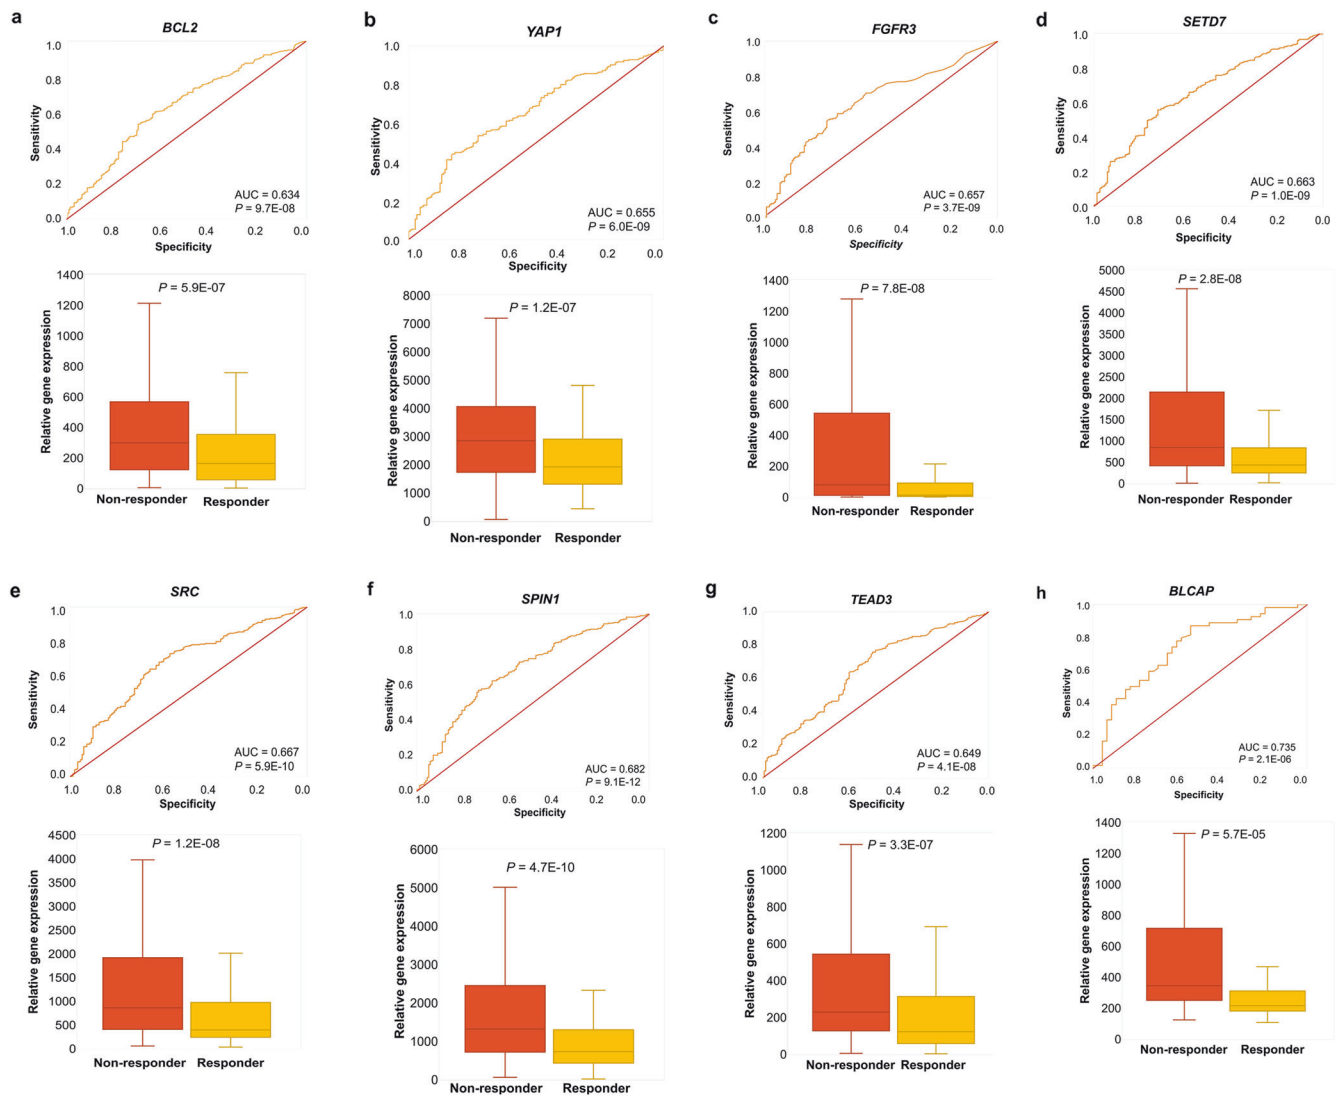 a
BCL2
1.0
0.8
0.6
0.4
0.2
0.0
Sensitivity
AUC = 0.634
P = 9.7E-08
1.0 0.8 0.6 0.4 0.2 0.0
Specificity
1400
1200
1000
800
600
400
200
0
Relative gene expression
P = 5.9E-07
Non-responder Responder
b
YAP1
1.0
0.8
0.6
0.4
0.2
0.0
Sensitivity
AUC = 0.655
P = 6.0E-09
1.0 0.8 0.6 0.4 0.2 0.0
Specificity
8000
7000
6000
5000
4000
3000
2000
1000
0
Relative gene expression
P = 1.2E-07
Non-responder Responder
c
FGFR3
1.0
0.8
0.6
0.4
0.2
0.0
Sensitivity
AUC = 0.657
P = 3.7E-09
1.0 0.8 0.6 0.4 0.2 0.0
Specificity
1400
1200
1000
800
600
400
200
0
Relative gene expression
P = 7.8E-08
Non-responder Responder
d
SETD7
1.0
0.8
0.6
0.4
0.2
0.0
Sensitivity
AUC = 0.663
P = 1.0E-09
1.0 0.8 0.6 0.4 0.2 0.0
Specificity
5000
4500
4000
3500
3000
2500
2000
1500
1000
500
0
Relative gene expression
P = 2.8E-08
Non-responder Responder
e
SRC
1.0
0.8
0.6
0.4
0.2
0.0
Sensitivity
AUC = 0.667
P = 5.9E-10
1.0 0.8 0.6 0.4 0.2 0.0
Specificity
4500
4000
3500
3000
2500
2000
1500
1000
500
0
Relative gene expression
P = 1.2E-08
Non-responder Responder
f
SPIN1
1.0
0.8
0.6
0.4
0.2
0.0
Sensitivity
AUC = 0.682
P = 9.1E-12
1.0 0.8 0.6 0.4 0.2 0.0
Specificity
6000
5000
4000
3000
2000
1000
0
Relative gene expression
P = 4.7E-10
Non-responder Responder
g
TEAD3
1.0
0.8
0.6
0.4
0.2
0.0
Sensitivity
AUC = 0.649
P = 4.1E-08
1.0 0.8 0.6 0.4 0.2 0.0
Specificity
1200
1000
800
600
400
200
0
Relative gene expression
P = 3.3E-07
Non-responder Responder
h
BLCAP
1.0
0.8
0.6
0.4
0.2
0.0
Sensitivity
AUC = 0.735
P = 2.1E-06
1.0 0.8 0.6 0.4 0.2 0.0
Specificity
1400
1200
1000
800
600
400
200
0
Relative gene expression
P = 5.7E-05
Non-responder Responder